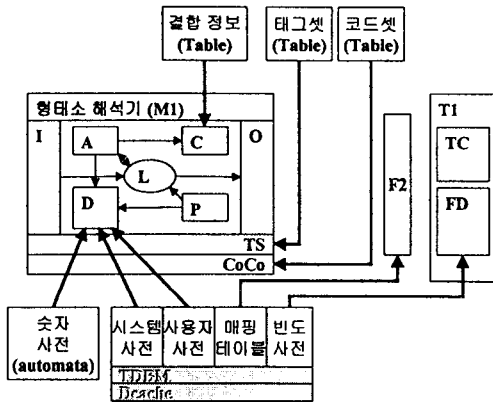 결합 정보
(Table)
태그셋
(Table)
코드셋
(Table)
형태소 해석기 (M1)
I
A
C
O
L
D
P
TS
CoCo
F2
T1
TC
FD
숫자
사전
(automata)
시스템
사전
사용자
사전
매핑
테이블
빈도
사전
TDBM
Dcache